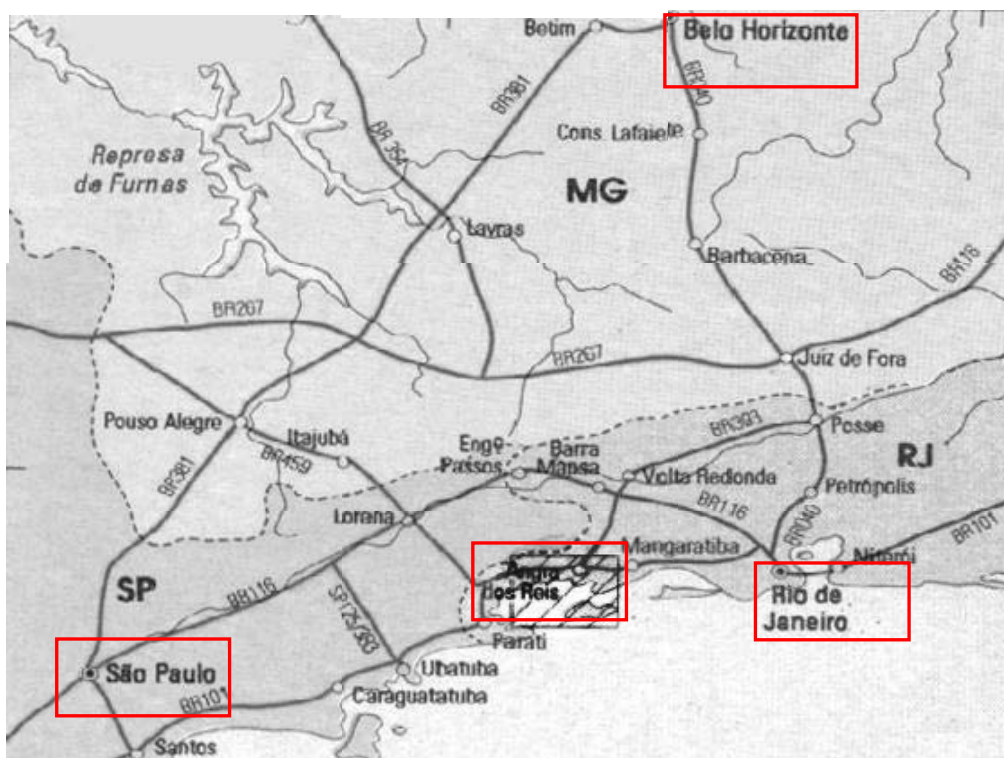 Betim
Belo Horizonte
BR040
BR381
Cons. Lafaiete
BR 354
Represa
de Furnas
MG
Lavras
Barbacena
BR116
BR267
BR267
Juiz de Fora
Pouso Alegre
Itajubá
BR459
BR381
Engº
Passos
Barra
Mansa
BR393
Posse
RJ
Volta Redonda
Petrópolis
BR116
BR040
BR101
Lorena
Mangaratiba
Niterói
Angra
dos Reis
Rio de
Janeiro
SP
BR116
SP125/383
Parati
São Paulo
Ubatuba
BR101
Caraguatatuba
Santos